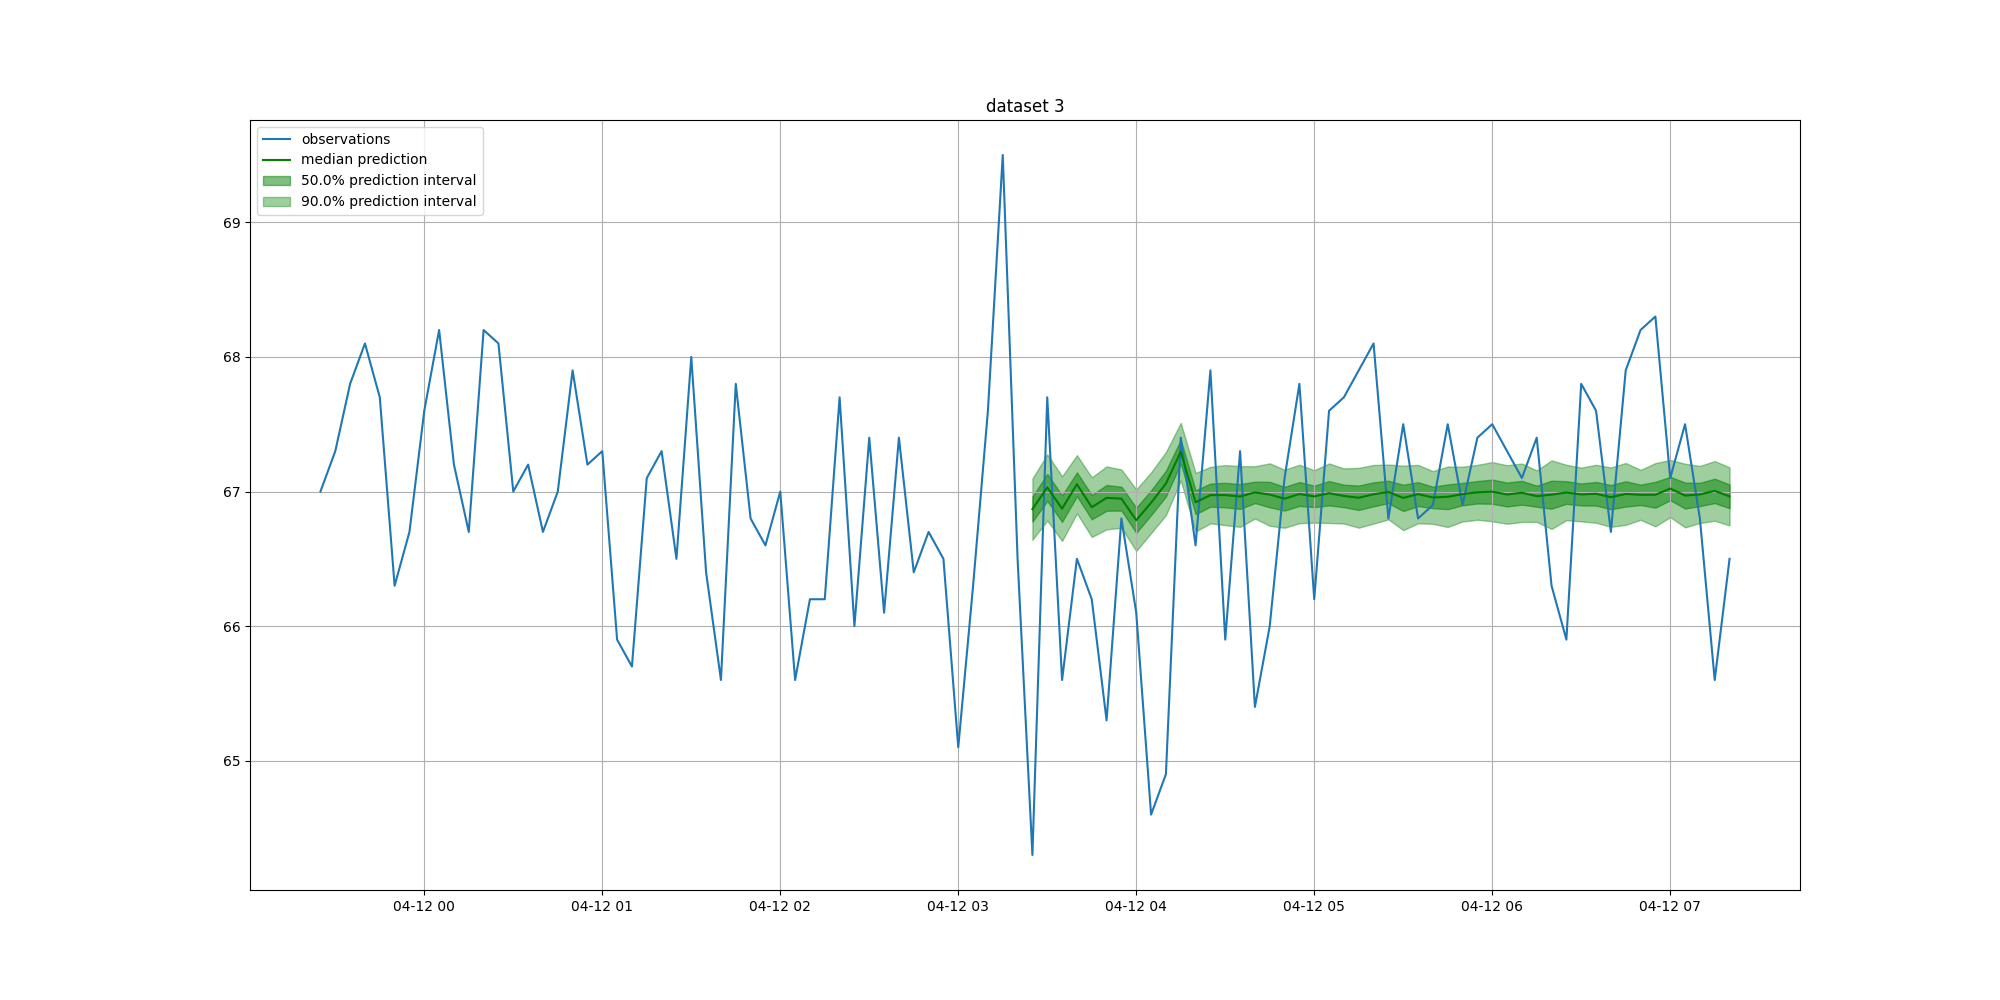 dataset 3
observations
median prediction
50.0% prediction interval
90.0% prediction interval
69
68
67
66
65
04-12 00
04-12 01
04-12 02
04-12 03
04-12 04
04-12 05
04-12 06
04-12 07